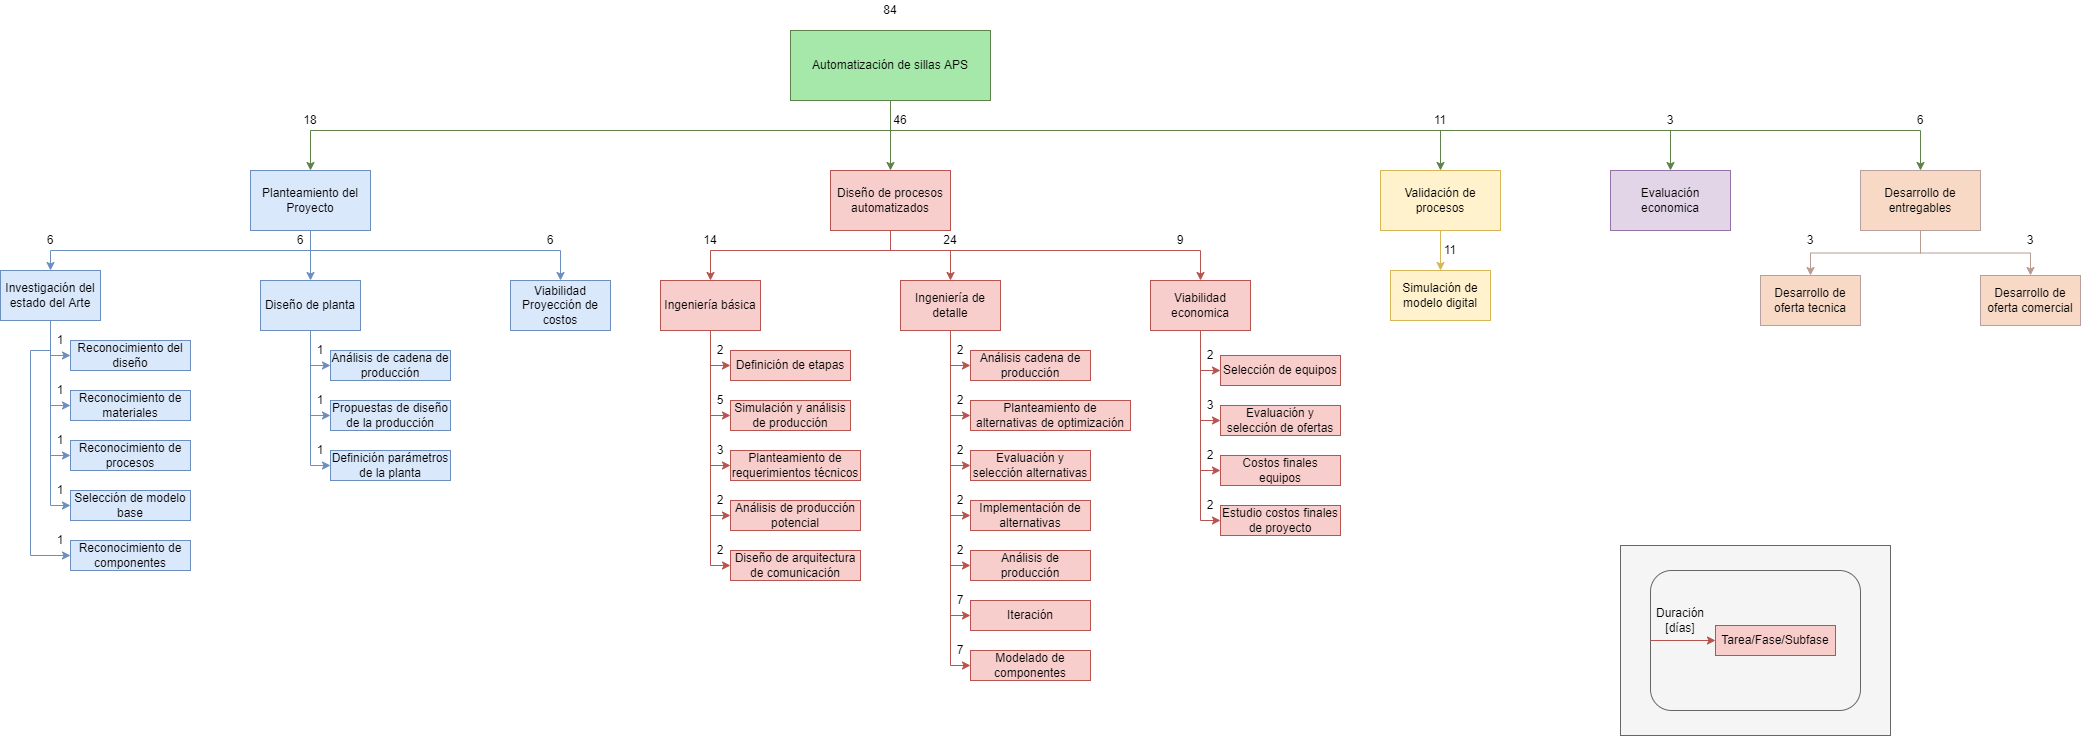 84
Automatización de sillas APS
18
46
11
3
6
Planteamiento del
Proyecto
Diseño de procesos
automatizados
Validación de
procesos
Evaluación
economica
Desarrollo de
entregables
6
6
6
14
24
9
11
3
3
Investigación del
estado del Arte
Diseño de planta
Viabilidad
Proyección de
costos
Ingeniería básica
Ingeniería de
detalle
Viabilidad
economica
Simulación de
modelo digital
Desarrollo de
oferta tecnica
Desarrollo de
oferta comercial
1
Reconocimiento del
diseño
1
Reconocimiento de
materiales
1
Reconocimiento de
procesos
1
Selección de modelo
base
1
Reconocimiento de
componentes
1
Análisis de cadena de
producción
1
Propuestas de diseño
de la producción
1
Definición parámetros
de la planta
2
Definición de etapas
5
Simulación y análisis
de producción
3
Planteamiento de
requerimientos técnicos
2
Análisis de producción
potencial
2
Diseño de arquitectura
de comunicación
2
Análisis cadena de
producción
2
Planteamiento de
alternativas de optimización
2
Evaluación y
selección alternativas
2
Implementación de
alternativas
2
Análisis de
producción
7
Iteración
7
Modelado de
componentes
2
Selección de equipos
3
Evaluación y
selección de ofertas
2
Costos finales
equipos
2
Estudio costos finales
de proyecto
Duración
[días]
Tarea/Fase/Subfase